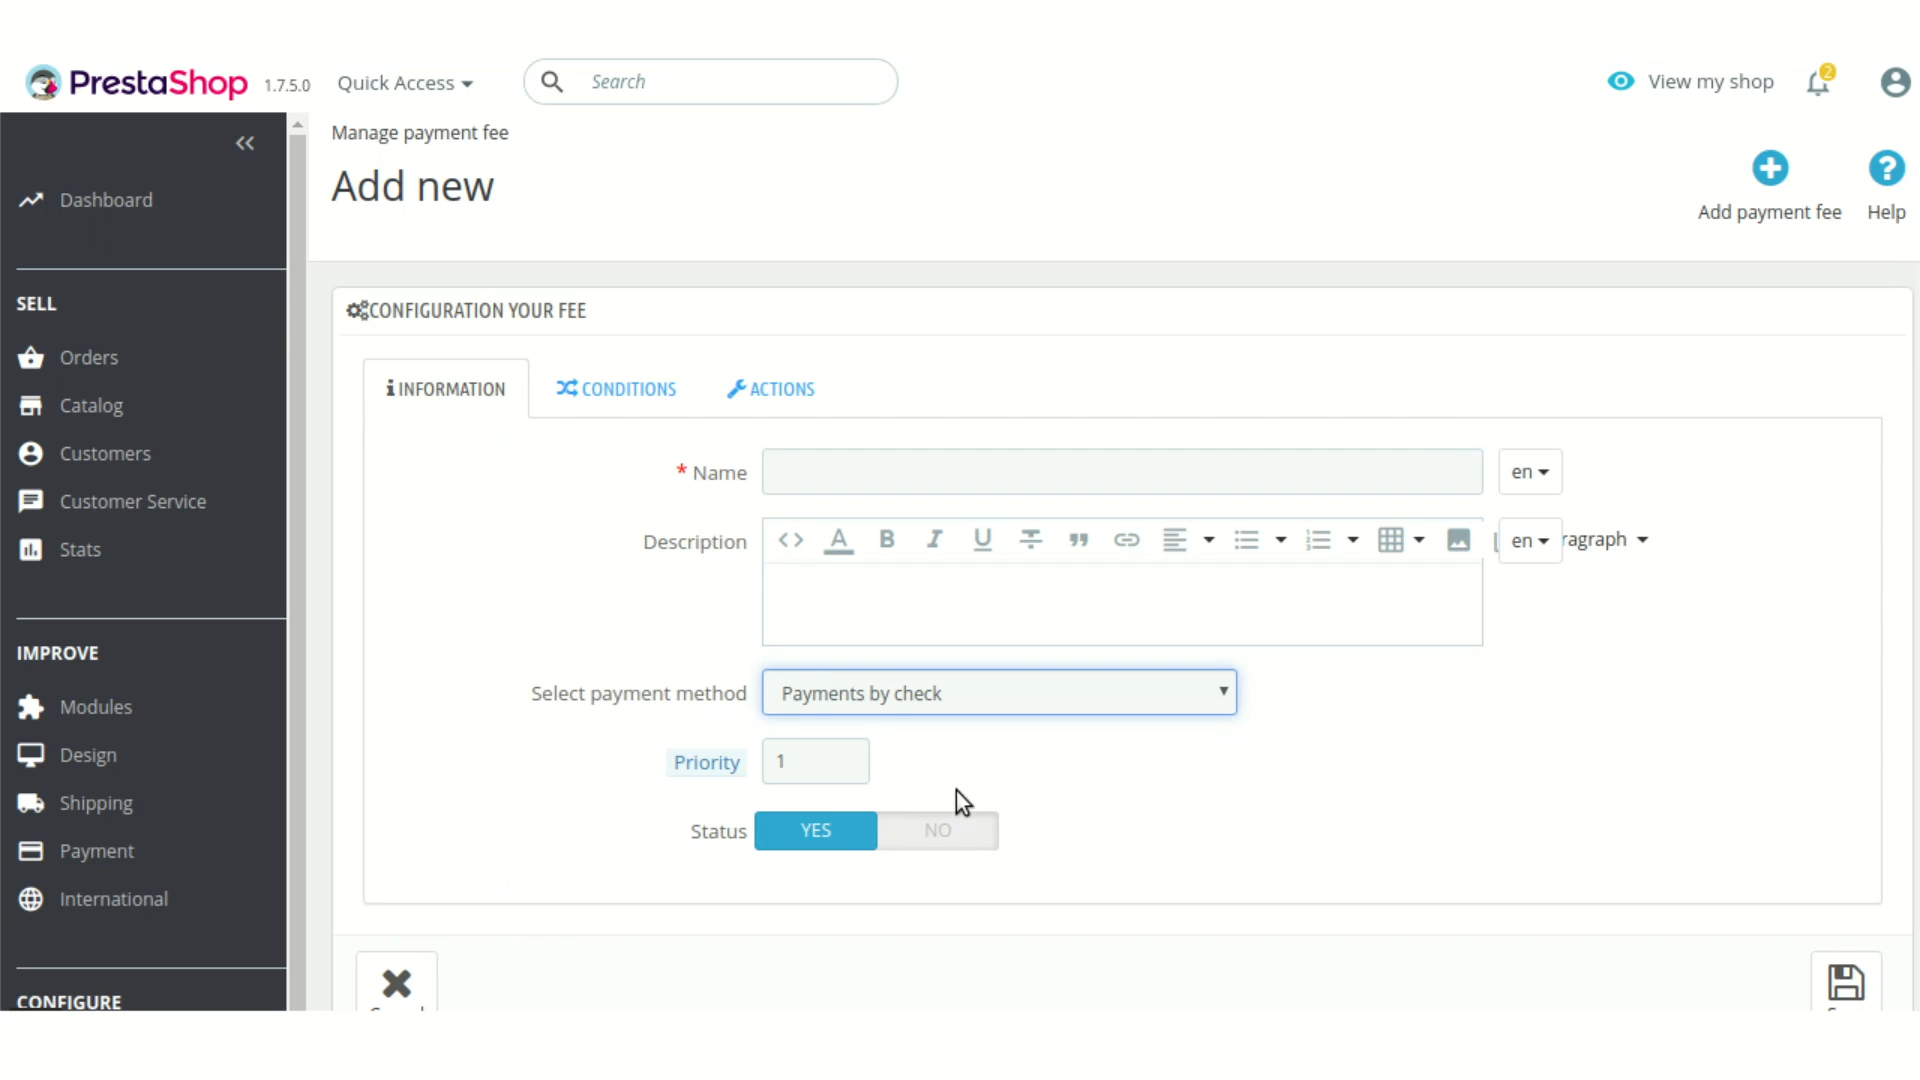 PrestaShop 1.7.5.0 Quick Access Search View my shop 2
Manage payment fee
Add new
Add payment fee Help
Dashboard
SELL
Orders
Catalog
Customers
Customer Service
Stats
IMPROVE
Modules
Design
Shipping
Payment
International
CONFIGURE
CONFIGURATION YOUR FEE
INFORMATION CONDITIONS ACTIONS
* Name en
Description en ragraph
Select payment method Payments by check
Priority 1
Status YES NO